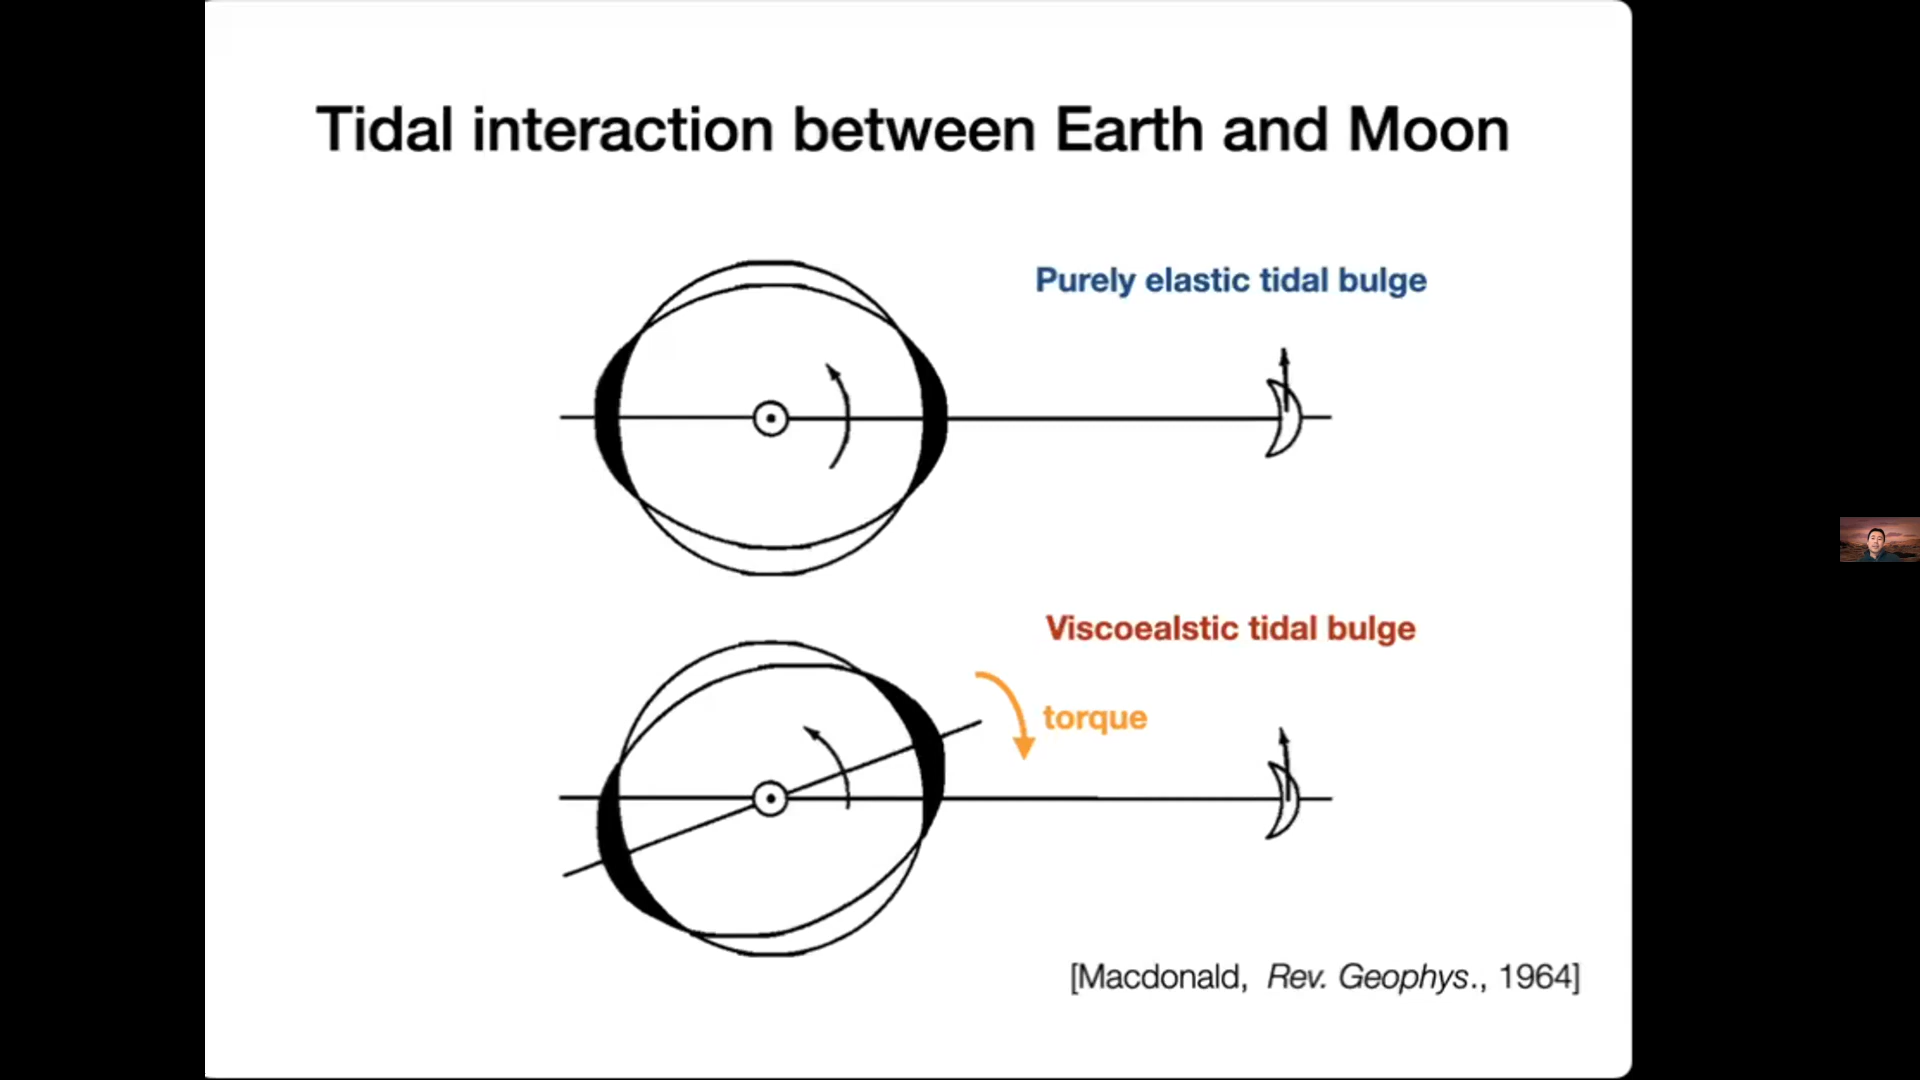 Tidal interaction between Earth and Moon
Purely elastic tidal bulge
Viscoealstic tidal bulge
torque
[Macdonald, Rev. Geophys., 1964]